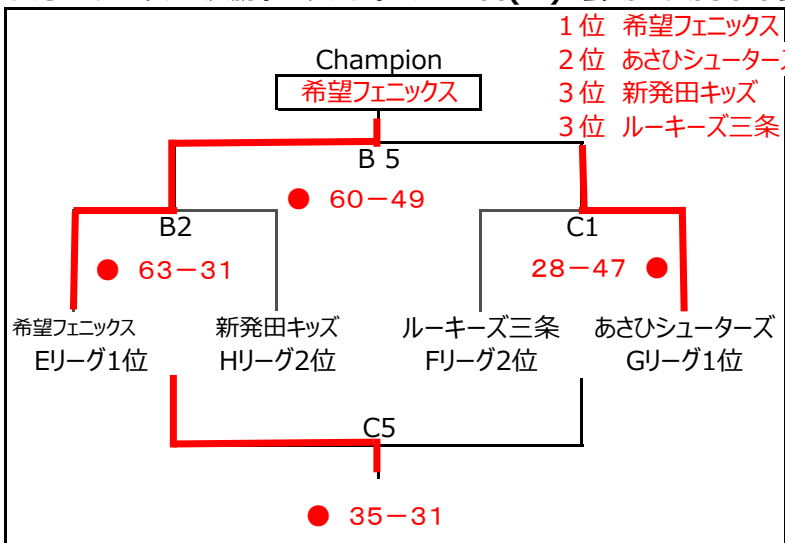 1位 希望フェニックス
Champion
2位 あさひシューターズ
希望フェニックス
3位 新発田キッズ
3位 ルーキーズ三条
B 5
● 60-49
B2
C1
● 63-31
28-47 ●
希望フェニックス 新発田キッズ ルーキーズ三条 あさひシューターズ
Eリーグ1位 Hリーグ2位 Fリーグ2位 Gリーグ1位
C5
● 35-31